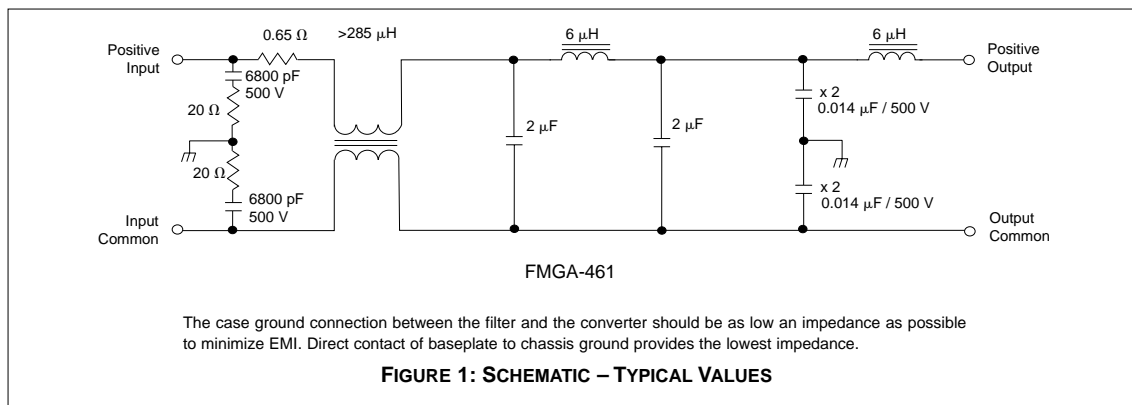 0.65 Ω
>285 μH
6 μH
6 μH
Positive
Input
Positive
Output
6800 pF
500 V
x 2
0.014 μF / 500 V
20 Ω
2 μF
2 μF
20 Ω
6800 pF
500 V
x 2
0.014 μF / 500 V
Input
Common
Output
Common
FMGA-461
The case ground connection between the filter and the converter should be as low an impedance as possible
to minimize EMI. Direct contact of baseplate to chassis ground provides the lowest impedance.
FIGURE 1: SCHEMATIC – TYPICAL VALUES